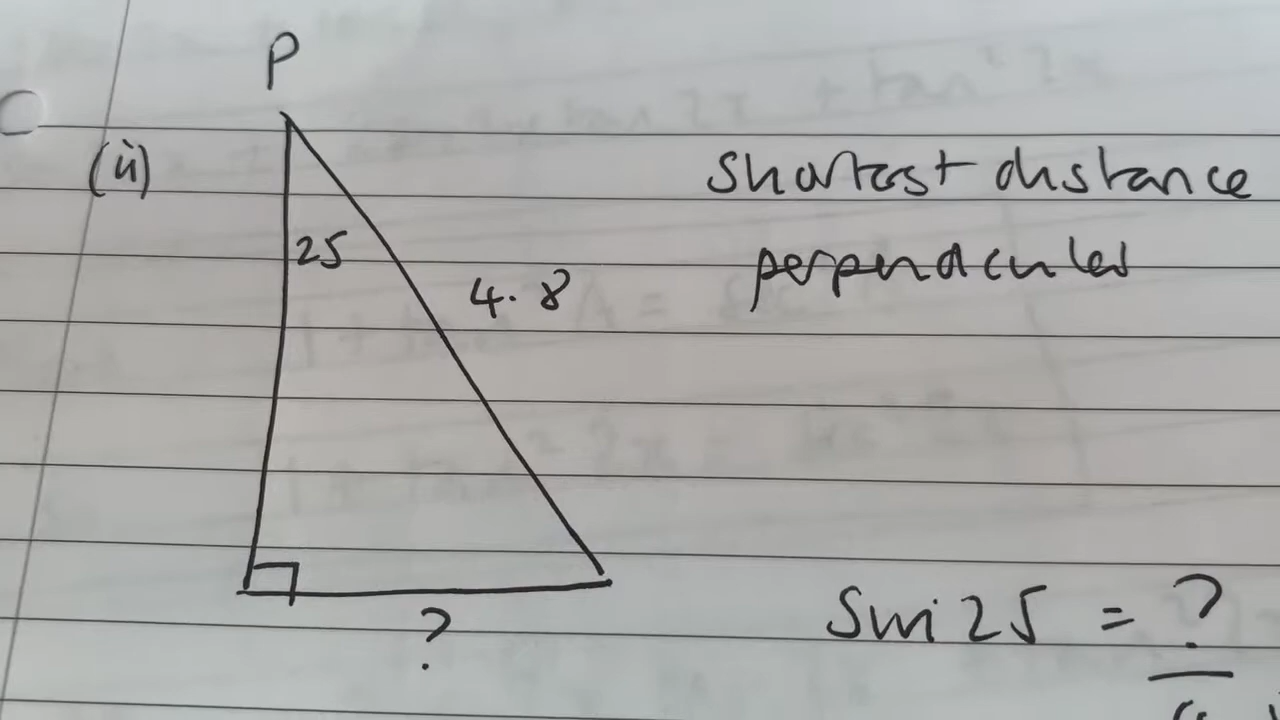 P
(ii)
shortest distance
25
perpendicular
4.8
?
Sin 25 = ?